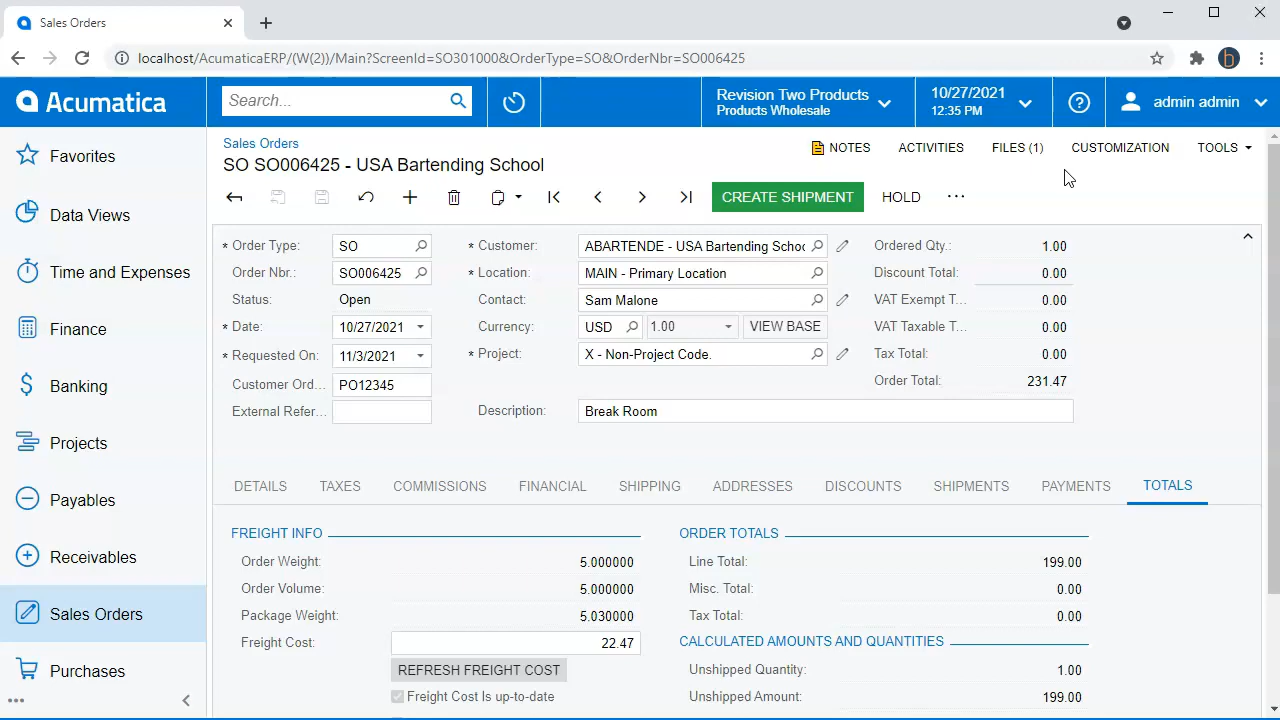 Sales Orders
localhost/AcumaticaERP/(W(2))/Main?ScreenId=SO301000&OrderType=SO&OrderNbr=SO006425
b
Acumatica
Search...
Revision Two Products
Products Wholesale
10/27/2021
12:35 PM
admin admin
Favorites
Data Views
Time and Expenses
Finance
Banking
Projects
Payables
Receivables
Sales Orders
Purchases
Sales Orders
SO SO006425 - USA Bartending School
NOTES ACTIVITIES FILES (1) CUSTOMIZATION TOOLS
CREATE SHIPMENT HOLD
* Order Type: SO
Order Nbr.: SO006425
Status: Open
* Date: 10/27/2021
* Requested On: 11/3/2021
Customer Ord... PO12345
External Refer...
* Customer: ABARTENDE - USA Bartending Schoo
* Location: MAIN - Primary Location
Contact: Sam Malone
Currency: USD 1.00 VIEW BASE
* Project: X - Non-Project Code.
Description: Break Room
Ordered Qty.: 1.00
Discount Total: 0.00
VAT Exempt T... 0.00
VAT Taxable T... 0.00
Tax Total: 0.00
Order Total: 231.47
DETAILS TAXES COMMISSIONS FINANCIAL SHIPPING ADDRESSES DISCOUNTS SHIPMENTS PAYMENTS TOTALS
FREIGHT INFO
Order Weight: 5.000000
Order Volume: 5.000000
Package Weight: 5.030000
Freight Cost: 22.47
REFRESH FREIGHT COST
Freight Cost Is up-to-date
ORDER TOTALS
Line Total: 199.00
Misc. Total: 0.00
Tax Total: 0.00
CALCULATED AMOUNTS AND QUANTITIES
Unshipped Quantity: 1.00
Unshipped Amount: 199.00